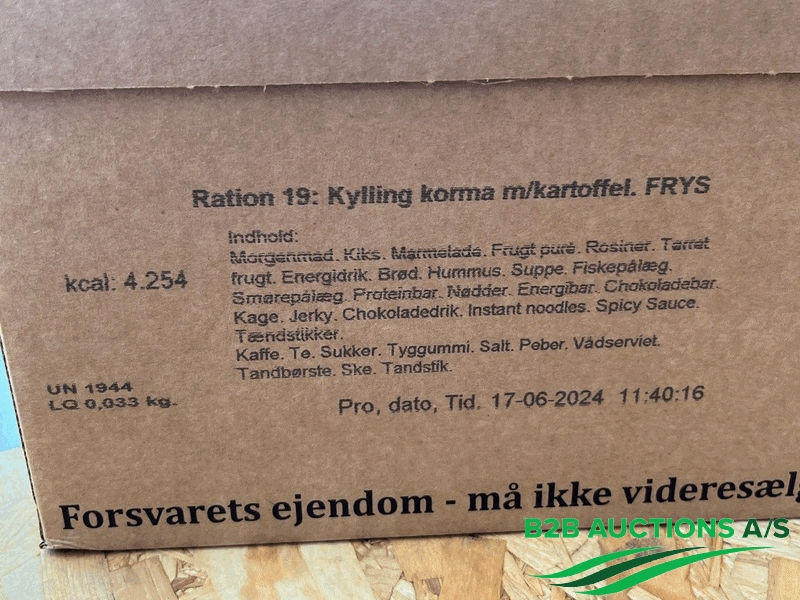 Ration 19: Kylling korma m/kartoffel. FRYS
Indhold:
Morgenmad. Kiks. Marmelade. Frugt puré. Rosiner. Tørret
frugt. Energidrik. Brød. Hummus. Suppe. Fiskepålæg.
Smørepålæg. Proteinbar. Nødder. Energibar. Chokoladebar.
Kage. Jerky. Chokoladedrik. Instant noodles. Spicy Sauce.
Tændstikker.
Kaffe. Te. Sukker. Tyggummi. Salt. Peber. Vådserviet.
Tandbørste. Ske. Tandstik.
kcal: 4.254
UN 1944
LQ 0,033 kg.
Pro, dato, Tid. 17-06-2024 11:40:16
Forsvarets ejendom - må ikke videresælg
B2B AUCTIONS A/S